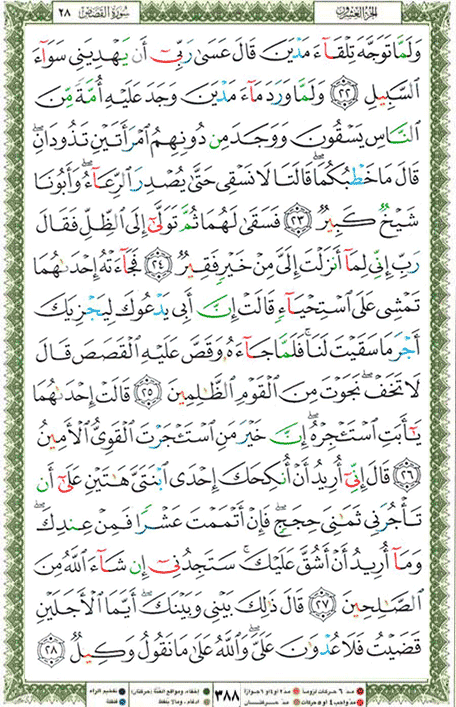 الجزء العشرون
سورة القصص ٢٨
وَلَمَّا تَوَجَّهَ تِلْقَآءَ مَدْيَنَ قَالَ عَسَىٰ رَبِّىٓ أَن يَهْدِيَنِى سَوَآءَ
ٱلسَّبِيلِ ۝٢٢ وَلَمَّا وَرَدَ مَآءَ مَدْيَنَ وَجَدَ عَلَيْهِ أُمَّةً مِّنَ
ٱلنَّاسِ يَسْقُونَ وَوَجَدَ مِن دُونِهِمُ ٱمْرَأَتَيْنِ تَذُودَانِ ۖ
قَالَ مَا خَطْبُكُمَا ۖ قَالَتَا لَا نَسْقِى حَتَّىٰ يُصْدِرَ ٱلرِّعَآءُ ۖ وَأَبُونَا
شَيْخٌ كَبِيرٌ ۝٢٣ فَسَقَىٰ لَهُمَا ثُمَّ تَوَلَّىٰٓ إِلَى ٱلظِّلِّ فَقَالَ
رَبِّ إِنِّى لِمَآ أَنزَلْتَ إِلَىَّ مِنْ خَيْرٍ فَقِيرٌ ۝٢٤ فَجَآءَتْهُ إِحْدَىٰهُمَا
تَمْشِى عَلَى ٱسْتِحْيَآءٍ قَالَتْ إِنَّ أَبِى يَدْعُوكَ لِيَجْزِيَكَ
أَجْرَ مَا سَقَيْتَ لَنَا ۚ فَلَمَّا جَآءَهُۥ وَقَصَّ عَلَيْهِ ٱلْقَصَصَ قَالَ
لَا تَخَفْ ۖ نَجَوْتَ مِنَ ٱلْقَوْمِ ٱلظَّٰلِمِينَ ۝٢٥ قَالَتْ إِحْدَىٰهُمَا
يَٰٓأَبَتِ ٱسْتَـْٔجِرْهُ ۖ إِنَّ خَيْرَ مَنِ ٱسْتَـْٔجَرْتَ ٱلْقَوِىُّ ٱلْأَمِينُ
۝٢٦ قَالَ إِنِّىٓ أُرِيدُ أَنْ أُنكِحَكَ إِحْدَى ٱبْنَتَىَّ هَٰتَيْنِ عَلَىٰٓ أَن
تَأْجُرَنِى ثَمَٰنِىَ حِجَجٍ ۖ فَإِنْ أَتْمَمْتَ عَشْرًا فَمِنْ عِندِكَ ۖ
وَمَآ أُرِيدُ أَنْ أَشُقَّ عَلَيْكَ ۚ سَتَجِدُنِىٓ إِن شَآءَ ٱللَّهُ مِنَ
ٱلصَّٰلِحِينَ ۝٢٧ قَالَ ذَٰلِكَ بَيْنِى وَبَيْنَكَ ۖ أَيَّمَا ٱلْأَجَلَيْنِ
قَضَيْتُ فَلَا عُدْوَٰنَ عَلَىَّ ۖ وَٱللَّهُ عَلَىٰ مَا نَقُولُ وَكِيلٌ ۝٢٨
٣٨٨
مد ٦ حركات لزوماً مد ٢ او ٤ او ٦ جوازاً
مد واجب ٤ او ٥ حركات مد حركتان
إخفاء، ومواقع الغنة (حركتان) تفخيم الراء
ادغام، وما لا يلفظ قلقلة